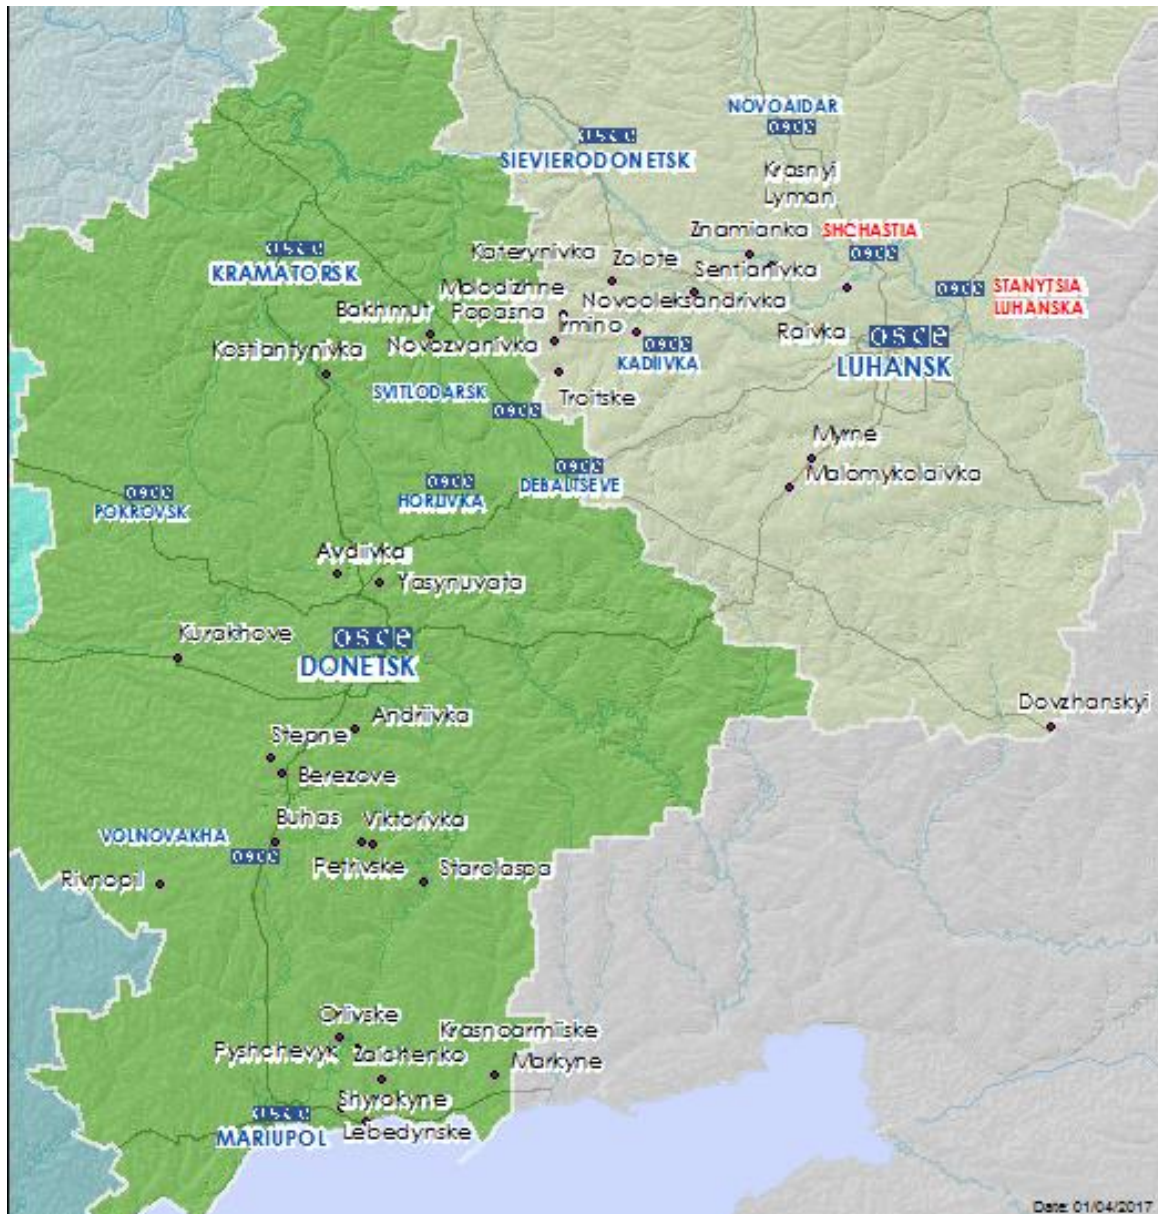 NOVOAIDAR
osce
osce
SIEVIERODONETSK
Krasnyi
Lyman
Znamianka
SHCHASTIA
osce
osce
KRAMATORSK
Katerynivka
Zolote
Sentianivka
osce
STANYTSIA
LUHANSKA
Molodizhne
Novooleksandrivka
Bakhmut
Popasna
Irmino
Raivka
osce
LUHANSK
Kostiantynivka
Novozvanivka
osce
KADIIVKA
SVITLODARSK
osce
Troitske
Myrne
Malomykolaivka
osce
DEBALTSEVE
osce
HORLIVKA
osce
POKROVSK
Avdiivka
Yasynuvata
Kurakhove
osce
DONETSK
Dovzhanskyi
Andriivka
Stepne
Berezove
Buhas
Viktorivka
VOLNOVAKHA
osce
Petrivske
Starolaspa
Rivnopil
Orlivske
Krasnoarmiiske
Pyshchevyk
Zaichenko
Markyne
Shyrokyne
osce
MARIUPOL
Lebedynske
Date: 01/04/2017